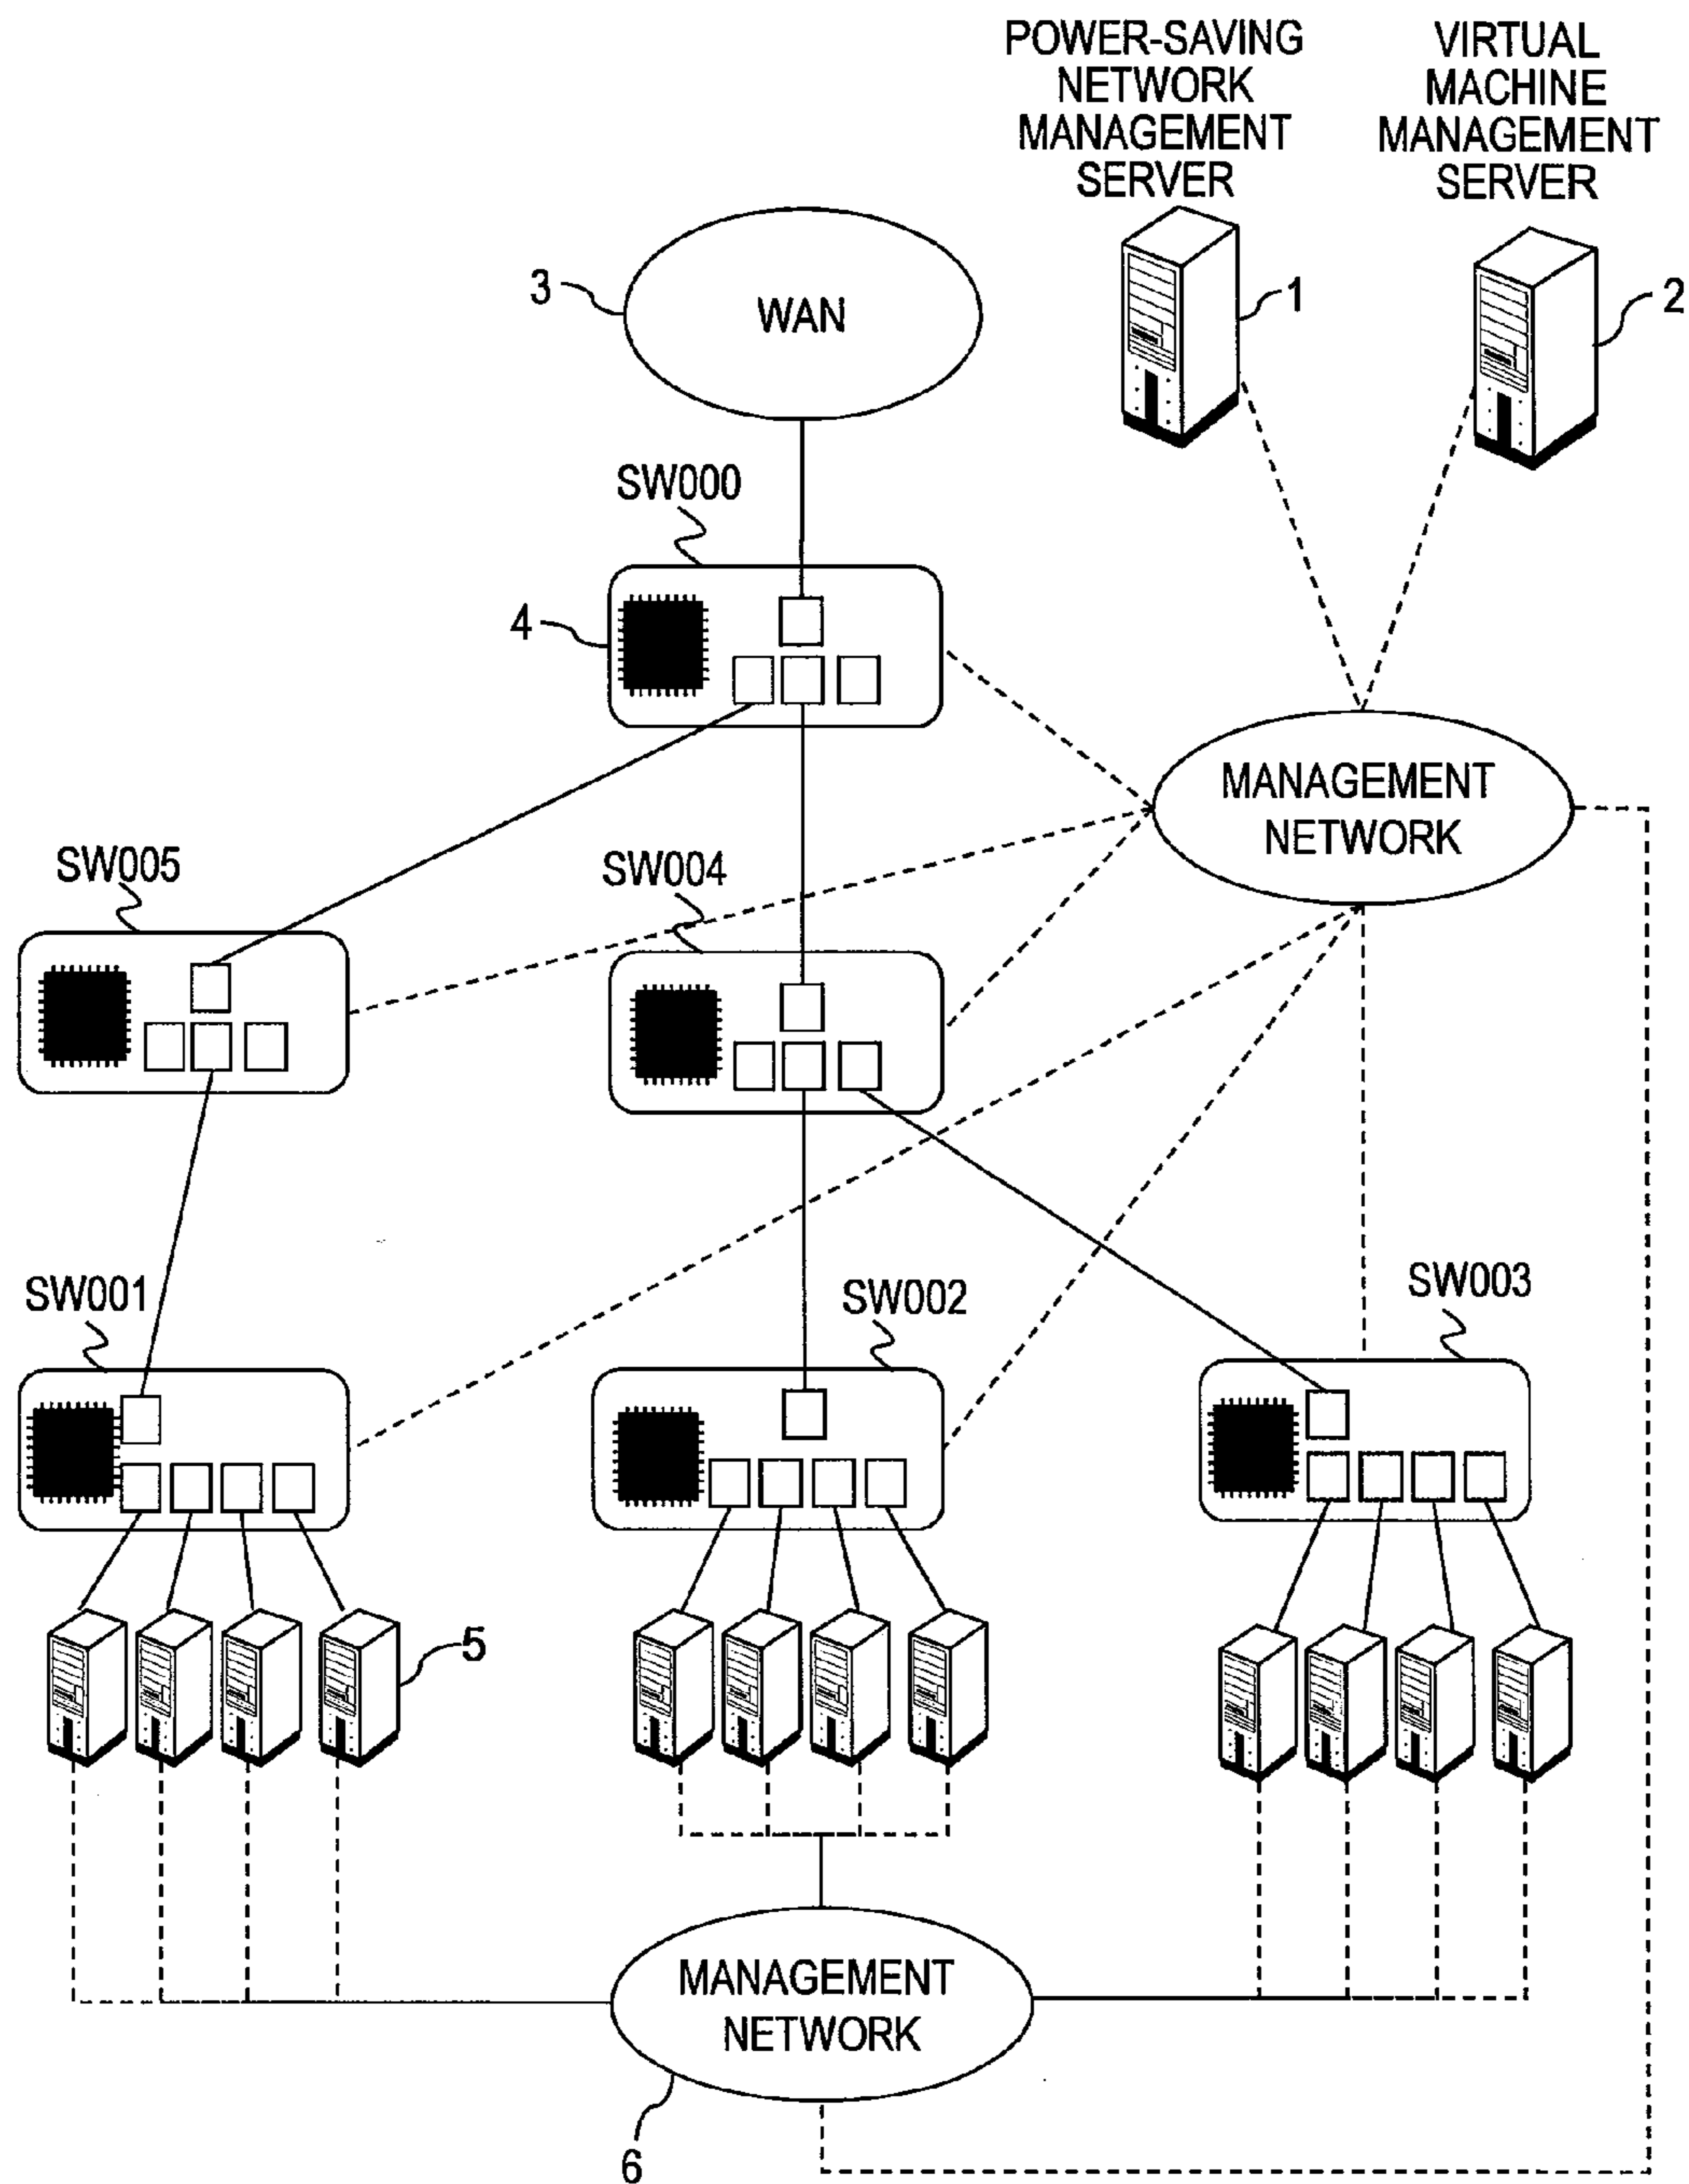 POWER-SAVING
NETWORK
MANAGEMENT
SERVER
VIRTUAL
MACHINE
MANAGEMENT
SERVER
3
WAN
1
2
SW000
4
MANAGEMENT
NETWORK
SW005
SW004
SW001
SW002
SW003
5
MANAGEMENT
NETWORK
6